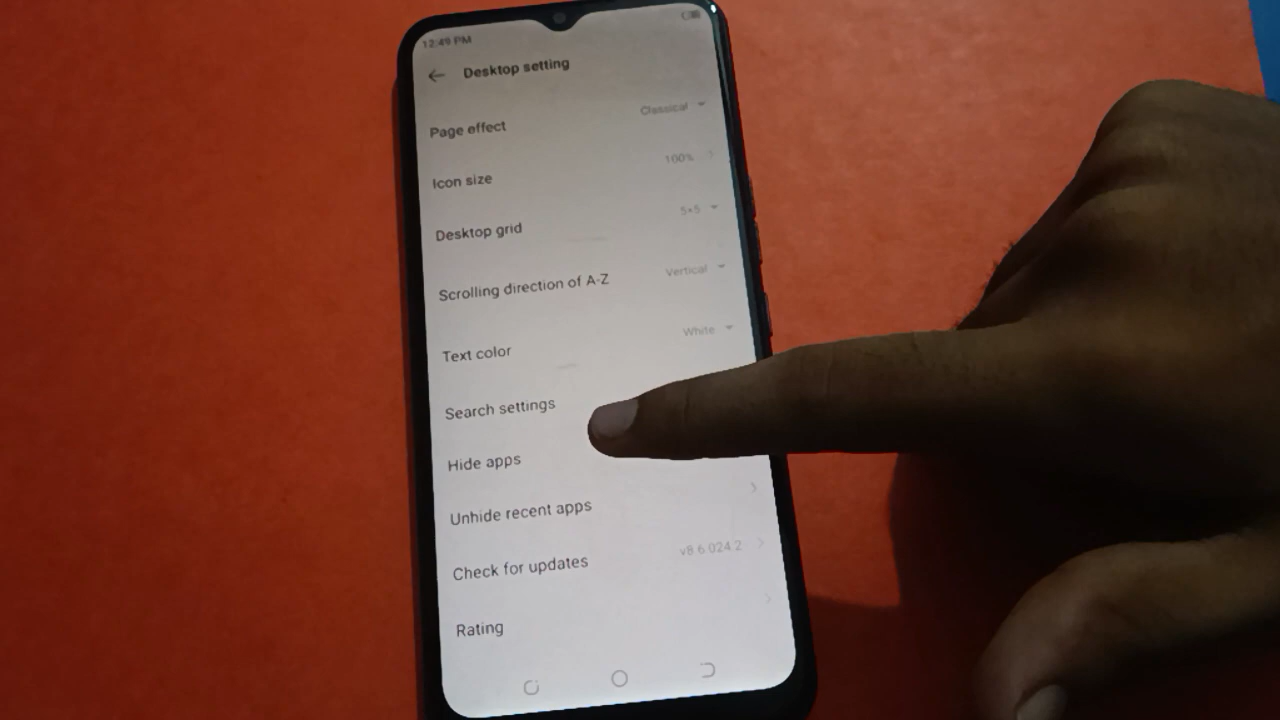 12:49 PM
Desktop setting
Page effect Classical
Icon size 100%
Desktop grid 5×5
Scrolling direction of A-Z Vertical
Text color White
Search settings
Hide apps
Unhide recent apps
Check for updates v8.6.024.2
Rating